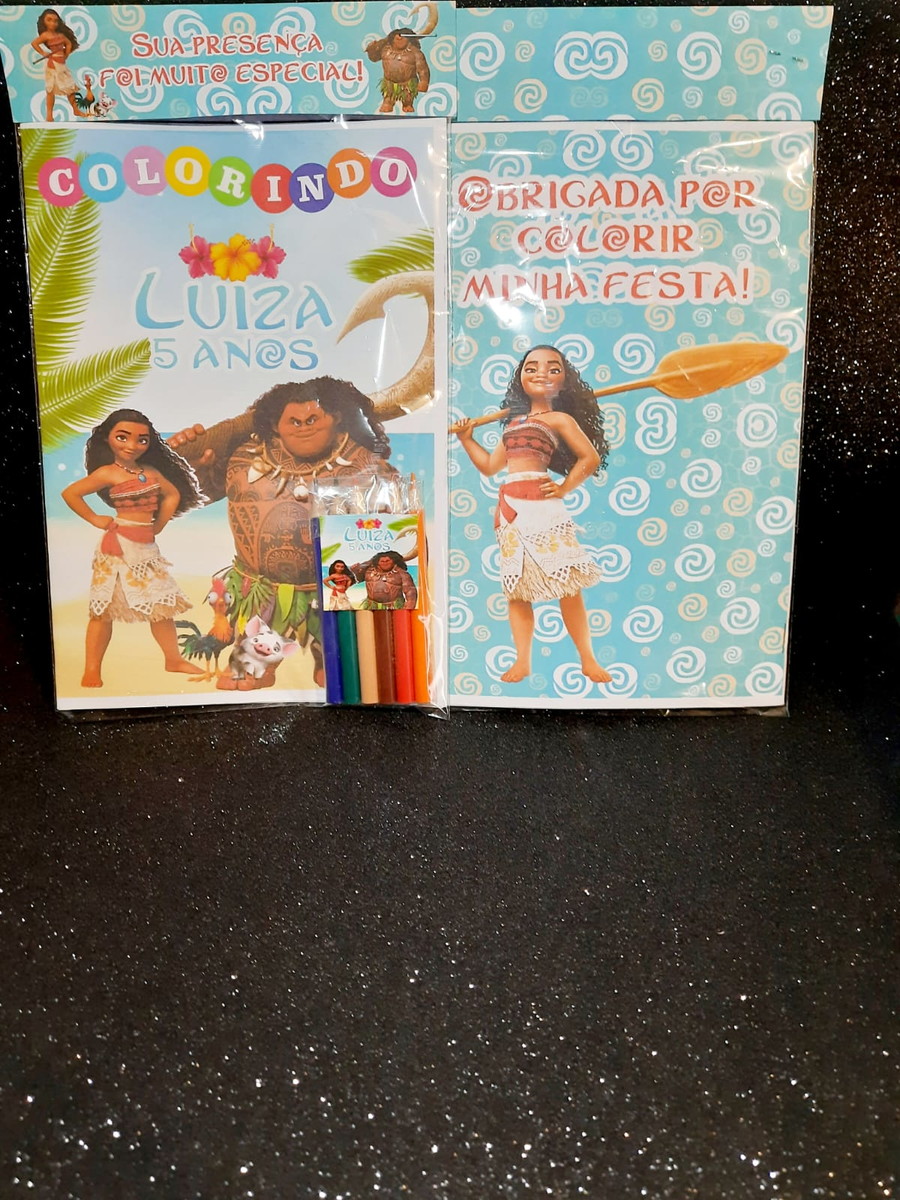 SUA PRESENÇA
FOI MUITO ESPECIAL!
COLORINDO
LUIZA
5 ANOS
LUIZA
5 ANOS
OBRIGADA POR
COLORIR
MINHA FESTA!